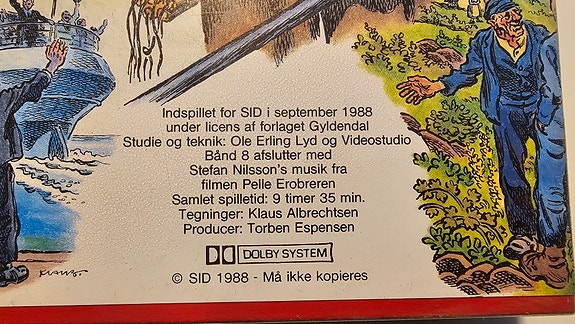 Indspillet for SID i september 1988
under licens af forlaget Gyldendal
Studie og teknik: Ole Erling Lyd og Videostudio
Bånd 8 afslutter med
Stefan Nilsson's musik fra
filmen Pelle Erobreren
Samlet spilletid: 9 timer 35 min.
Tegninger: Klaus Albrechtsen
Producer: Torben Espensen
DOLBY SYSTEM
© SID 1988 - Må ikke kopieres